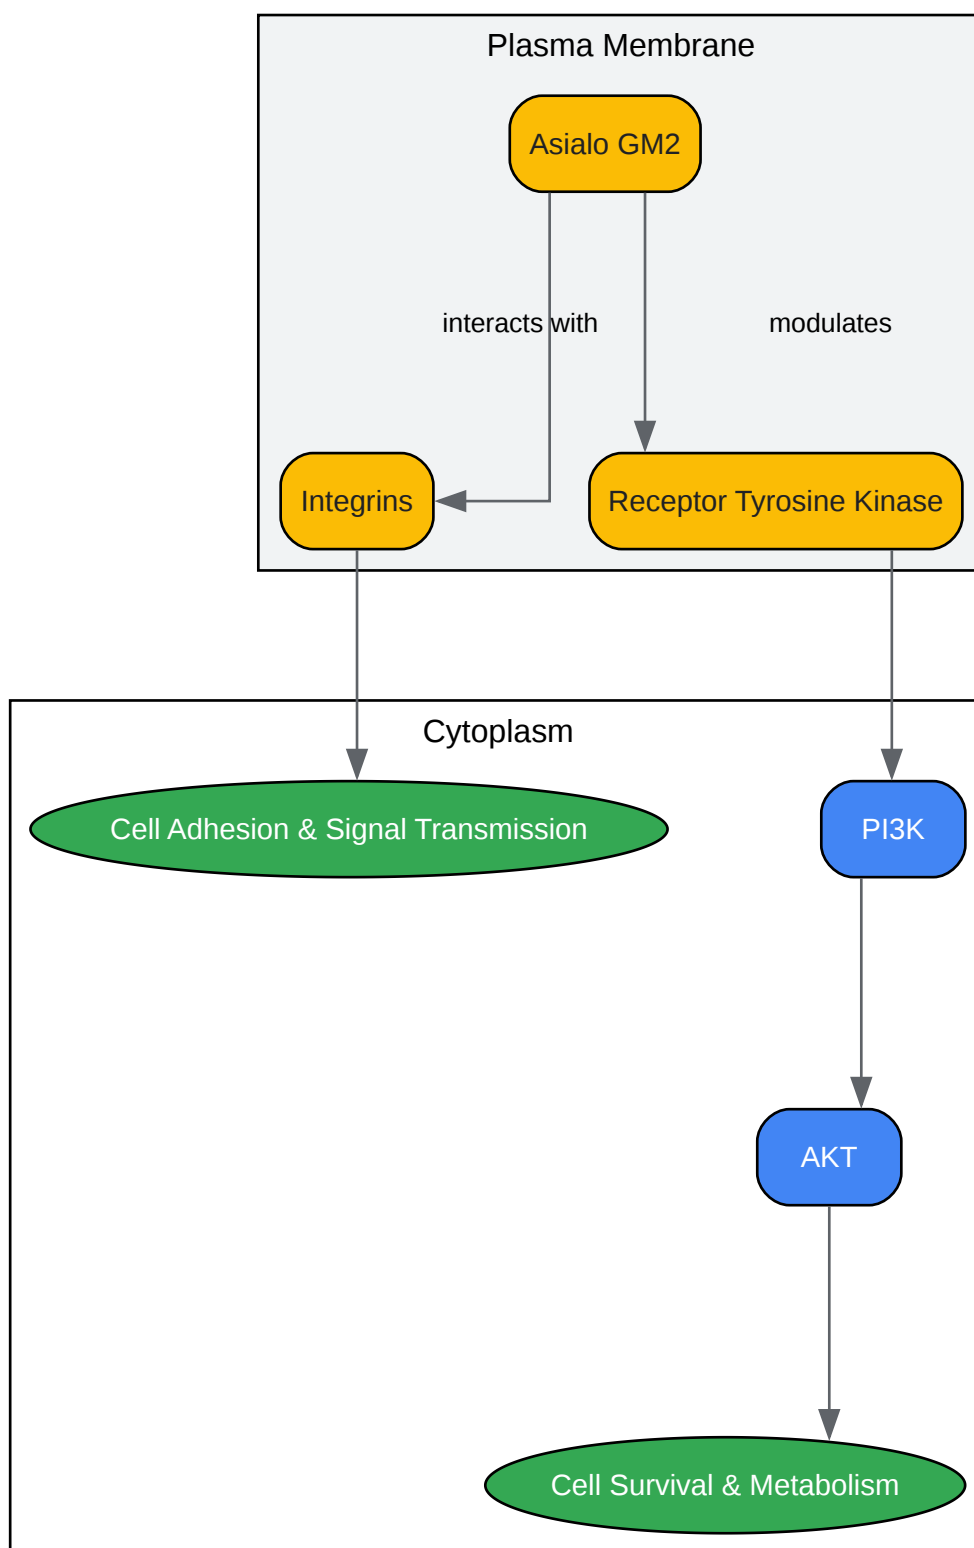 Plasma Membrane
Asialo GM2
interacts with
modulates
Integrins
Receptor Tyrosine Kinase
Cytoplasm
Cell Adhesion & Signal Transmission
PI3K
AKT
Cell Survival & Metabolism